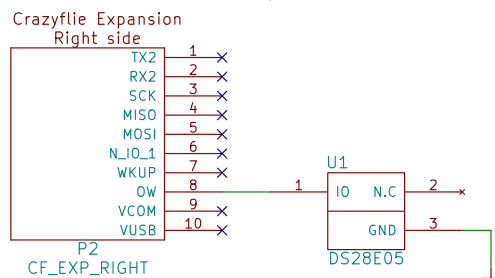 Crazyflie Expansion
Right side
TX2 1
RX2 2
SCK 3
MISO 4
MOSI 5
N_IO_1 6
WKUP 7
OW 8
VCOM 9
VUSB 10
P2
CF_EXP_RIGHT
U1
1 IO N.C 2
GND 3
DS28E05